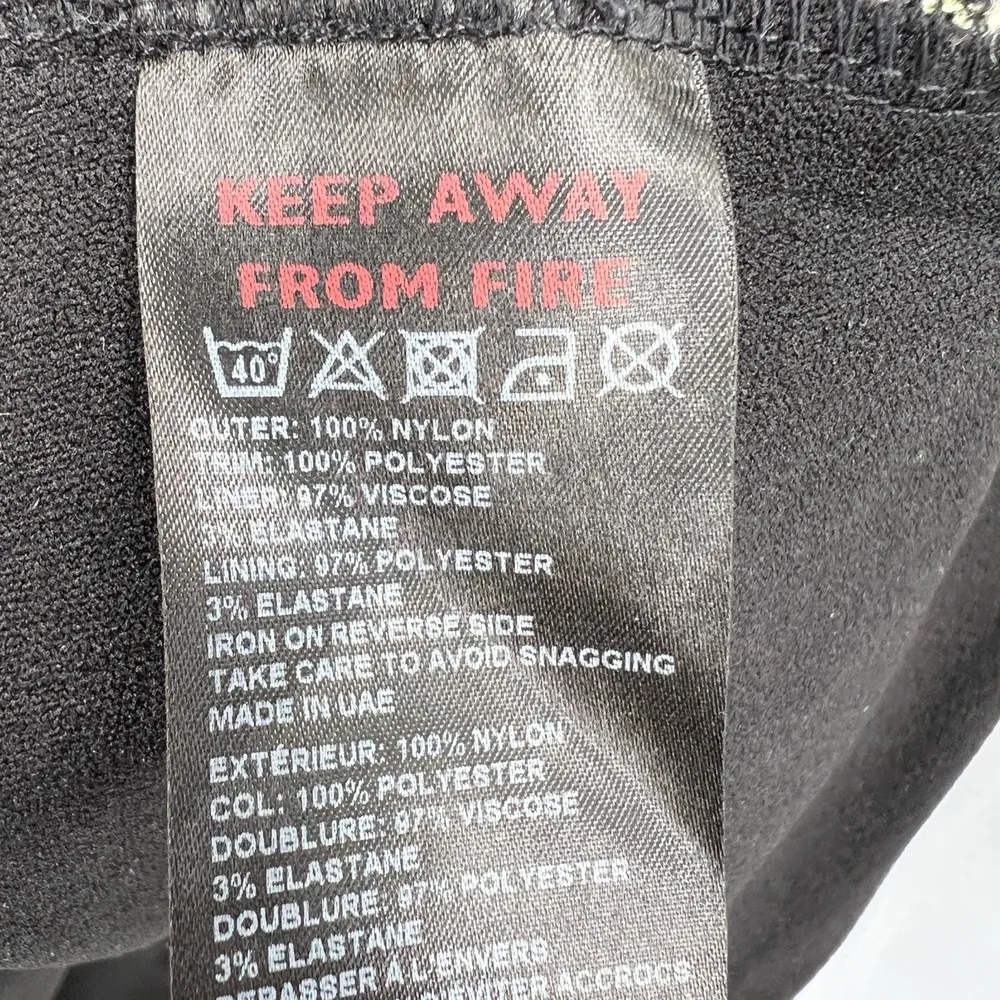 KEEP AWAY
FROM FIRE
40°
OUTER: 100% NYLON
TRIM: 100% POLYESTER
LINER: 97% VISCOSE
3% ELASTANE
LINING: 97% POLYESTER
3% ELASTANE
IRON ON REVERSE SIDE
TAKE CARE TO AVOID SNAGGING
MADE IN UAE
EXTÉRIEUR: 100% NYLON
COL: 100% POLYESTER
DOUBLURE: 97% VISCOSE
3% ELASTANE
DOUBLURE: 97% POLYESTER
3% ELASTANE
REPASSER À L'ENVERS
D'EVITER ACCROCS